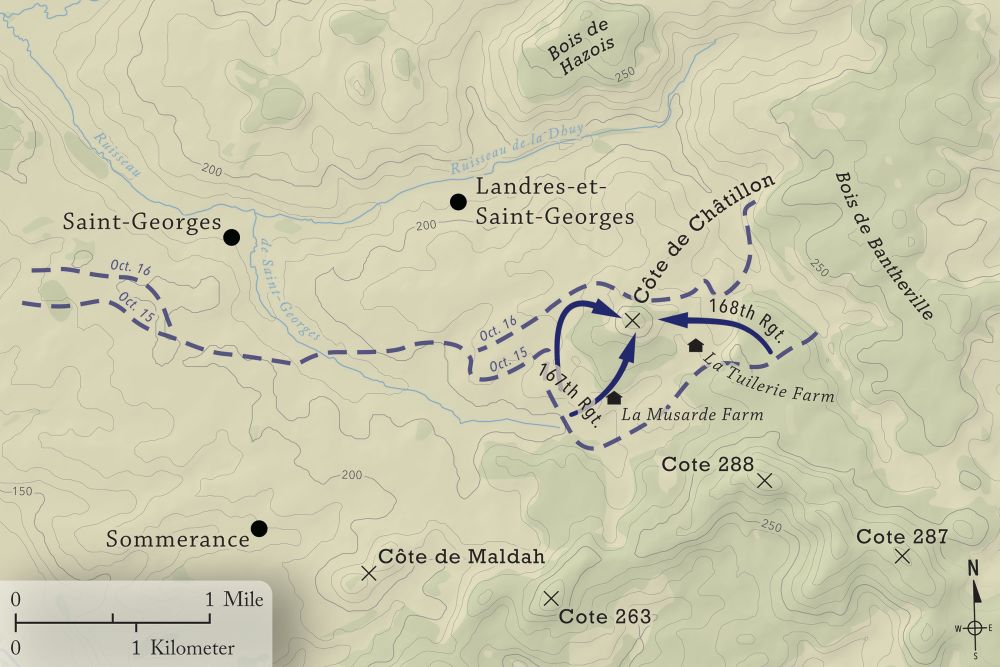 Bois de
Hazois
250
Ruisseau
Ruisseau de la Dhuy
200
Landres-et-
Saint-Georges
200
Saint-Georges
Côte de Châtillon
Bois de Bantheville
250
de Saint-Georges
Oct. 16
Oct. 15
Oct. 16
Oct. 15
168th Rgt.
167th Rgt.
La Tuilerie Farm
La Musarde Farm
Cote 288
250
200
150
Cote 287
Sommerance
Côte de Maldah
Cote 263
0 1 Mile
0 1 Kilometer
N
W E
S